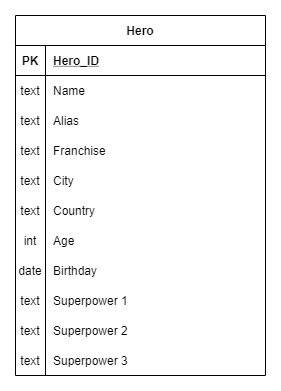 Hero
PK Hero_ID
text Name
text Alias
text Franchise
text City
text Country
int Age
date Birthday
text Superpower 1
text Superpower 2
text Superpower 3